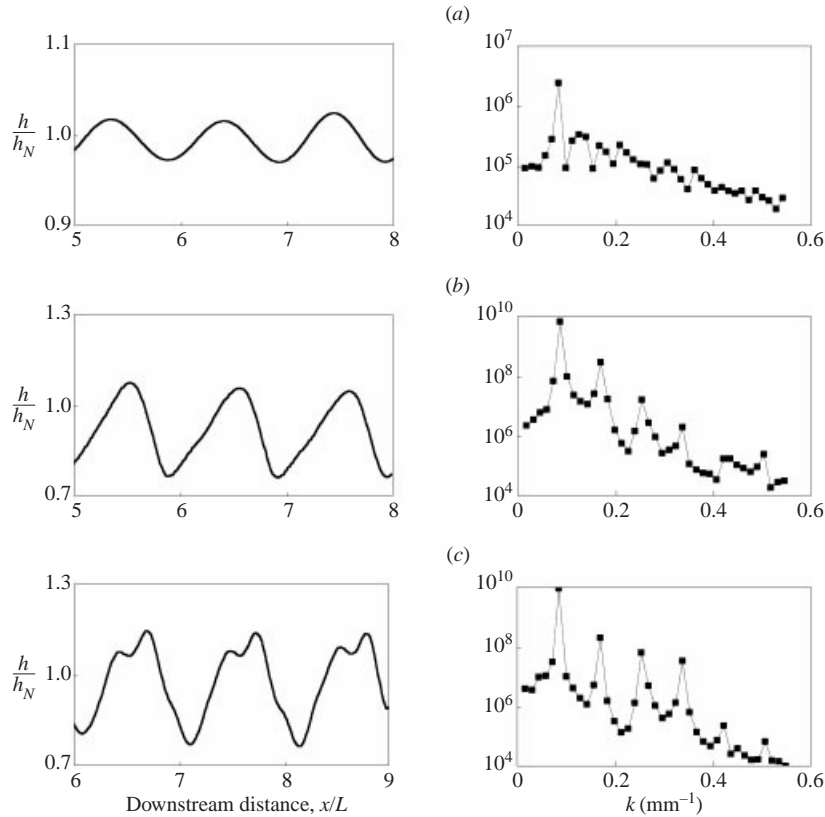 (a)
1.1
h
h_N
1.0
0.9
5 6 7 8
10^7
10^6
10^5
10^4
0 0.2 0.4 0.6
(b)
1.3
h
h_N
1.0
0.7
5 6 7 8
10^10
10^8
10^6
10^4
0 0.2 0.4 0.6
(c)
1.3
h
h_N
1.0
0.7
6 7 8 9
Downstream distance, x/L
10^10
10^8
10^6
10^4
0 0.2 0.4 0.6
k (mm^−1)